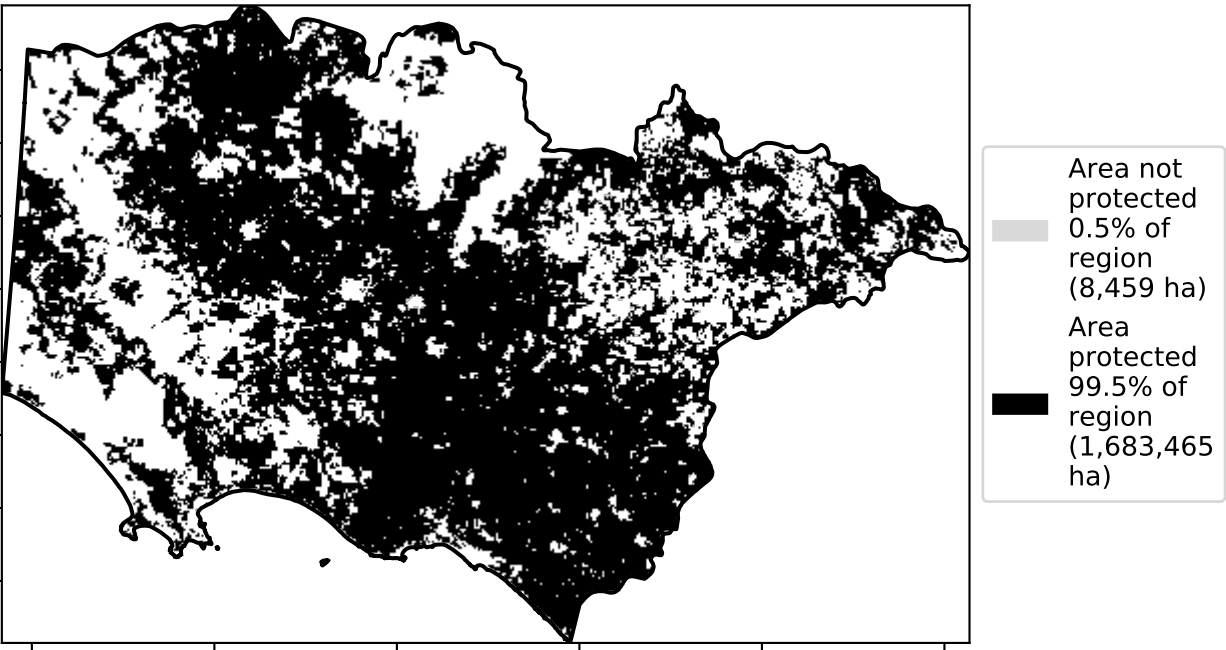 Area not
protected
0.5% of
region
(8,459 ha)
Area
protected
99.5% of
region
(1,683,465
ha)